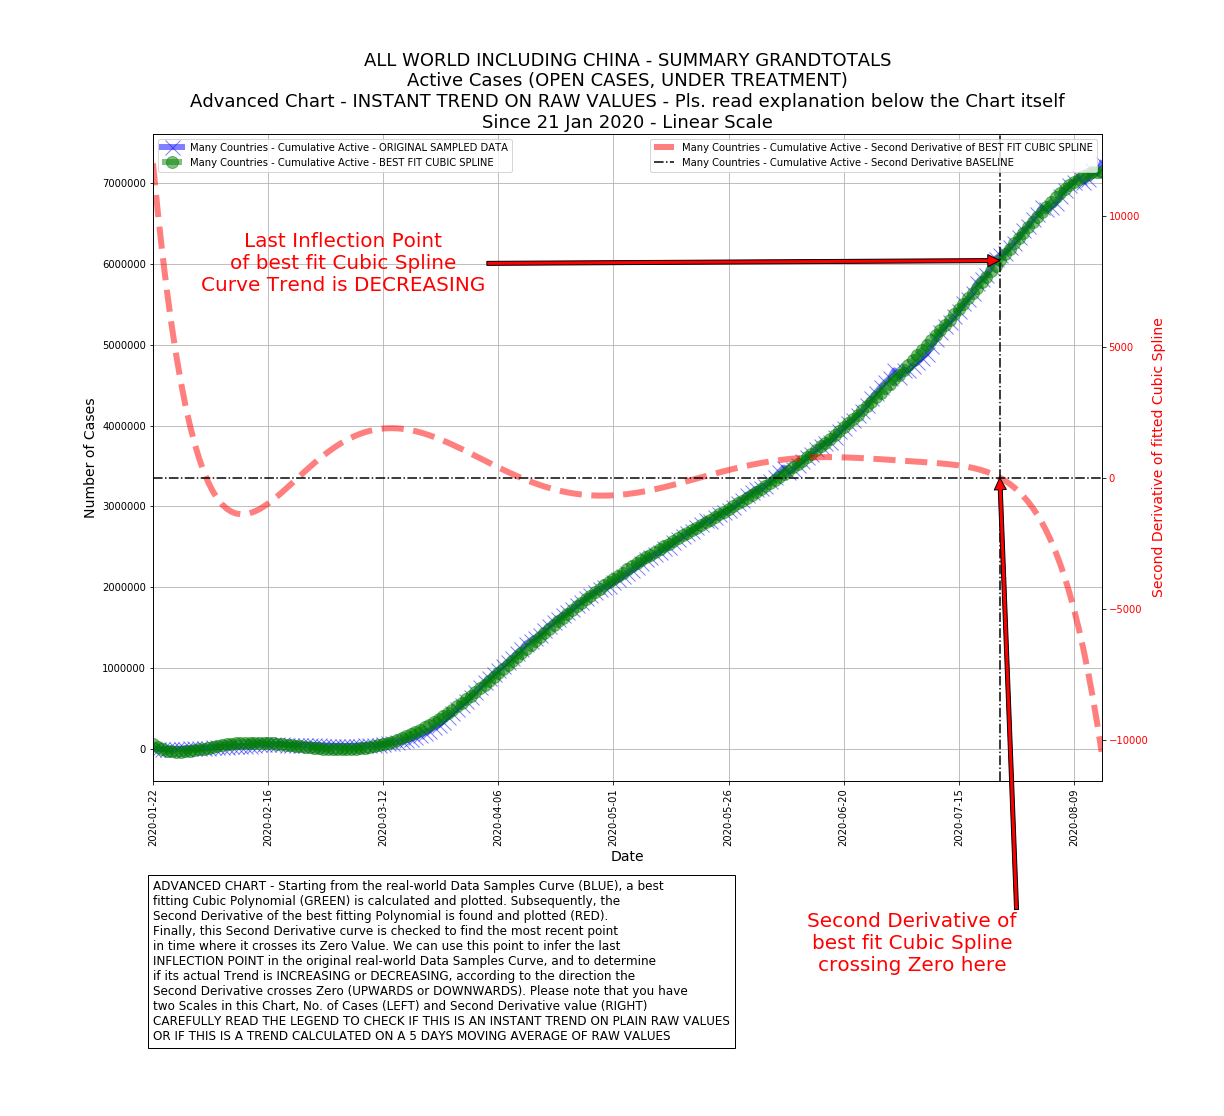 ALL WORLD INCLUDING CHINA - SUMMARY GRANDTOTALS
Active Cases (OPEN CASES, UNDER TREATMENT)
Advanced Chart - INSTANT TREND ON RAW VALUES - Pls. read explanation below the Chart itself
Since 21 Jan 2020 - Linear Scale
Many Countries - Cumulative Active - ORIGINAL SAMPLED DATA
Many Countries - Cumulative Active - BEST FIT CUBIC SPLINE
Many Countries - Cumulative Active - Second Derivative of BEST FIT CUBIC SPLINE
Many Countries - Cumulative Active - Second Derivative BASELINE
Last Inflection Point
of best fit Cubic Spline
Curve Trend is DECREASING
Number of Cases
7000000
6000000
5000000
4000000
3000000
2000000
1000000
0
10000
5000
0
−5000
−10000
Second Derivative of fitted Cubic Spline
2020-01-22
2020-02-16
2020-03-12
2020-04-06
2020-05-01
2020-05-26
2020-06-20
2020-07-15
2020-08-09
Date
ADVANCED CHART - Starting from the real-world Data Samples Curve (BLUE), a best
fitting Cubic Polynomial (GREEN) is calculated and plotted. Subsequently, the
Second Derivative of the best fitting Polynomial is found and plotted (RED).
Finally, this Second Derivative curve is checked to find the most recent point
in time where it crosses its Zero Value. We can use this point to infer the last
INFLECTION POINT in the original real-world Data Samples Curve, and to determine
if its actual Trend is INCREASING or DECREASING, according to the direction the
Second Derivative crosses Zero (UPWARDS or DOWNWARDS). Please note that you have
two Scales in this Chart, No. of Cases (LEFT) and Second Derivative value (RIGHT)
CAREFULLY READ THE LEGEND TO CHECK IF THIS IS AN INSTANT TREND ON PLAIN RAW VALUES
OR IF THIS IS A TREND CALCULATED ON A 5 DAYS MOVING AVERAGE OF RAW VALUES
Second Derivative of
best fit Cubic Spline
crossing Zero here